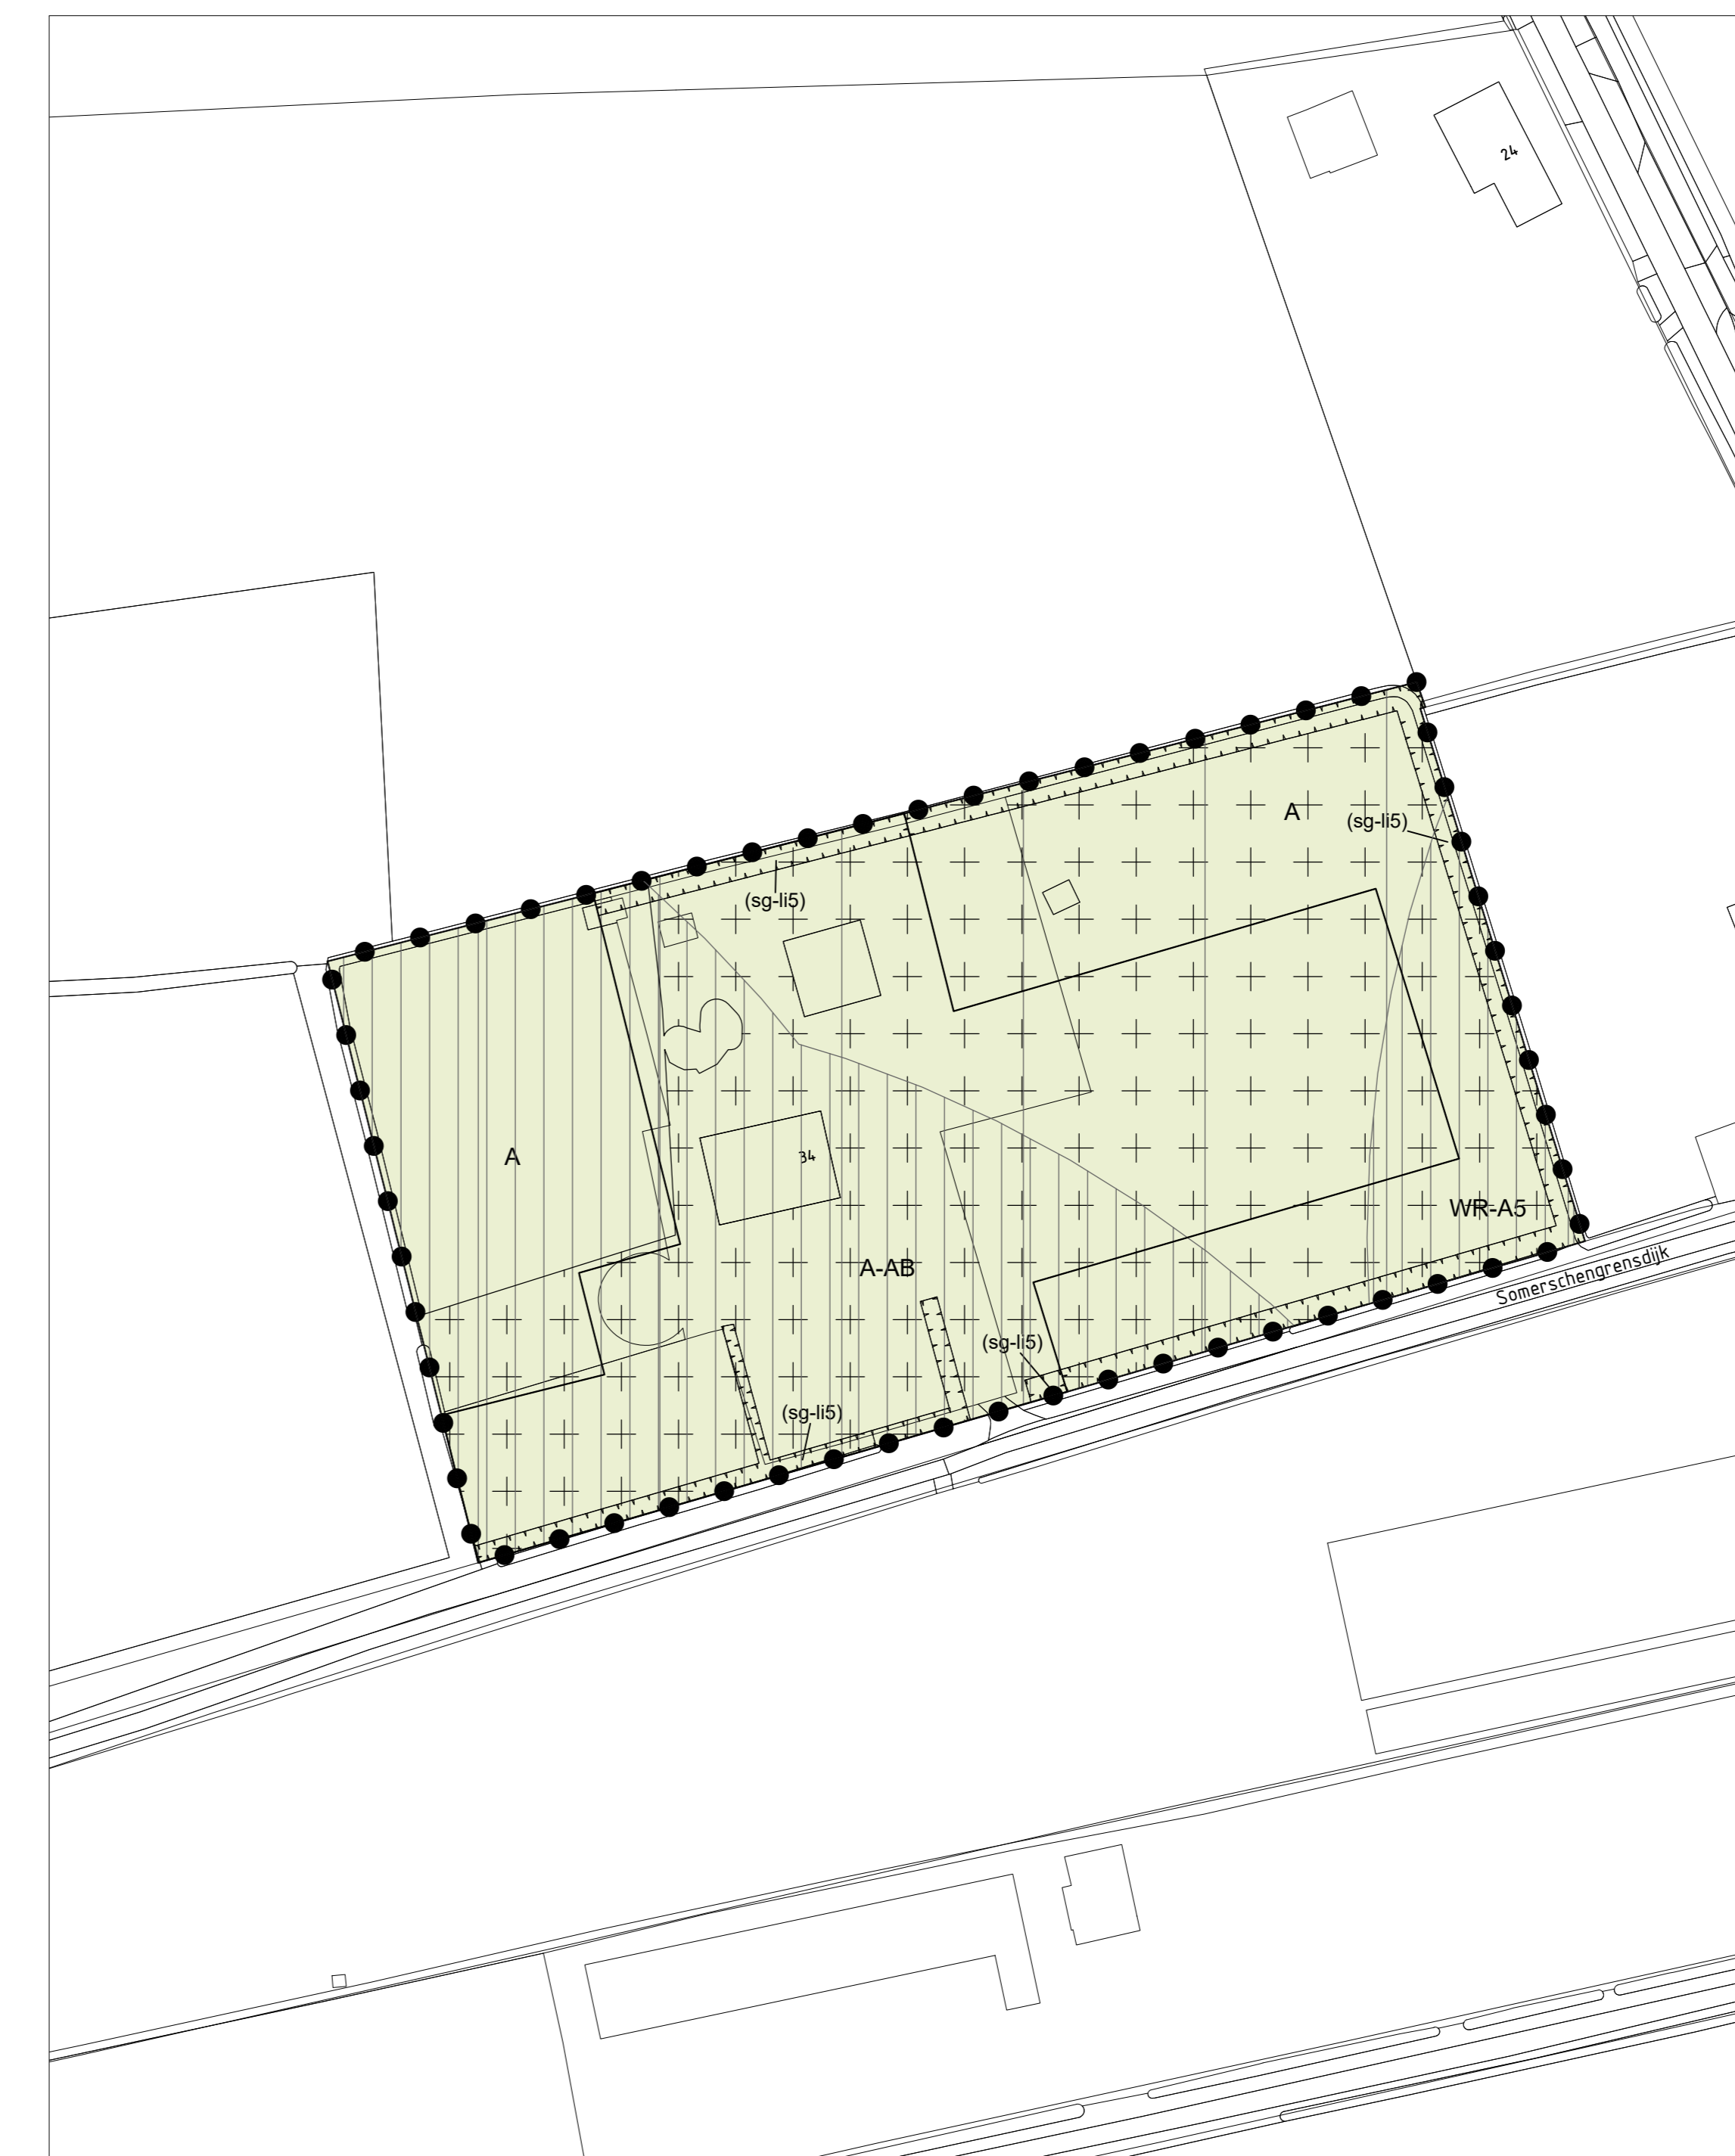 24
A
(sg-li5)
(sg-li5)
A
34
WR-A5
A-AB
Somerschengrensdijk
(sg-li5)
(sg-li5)